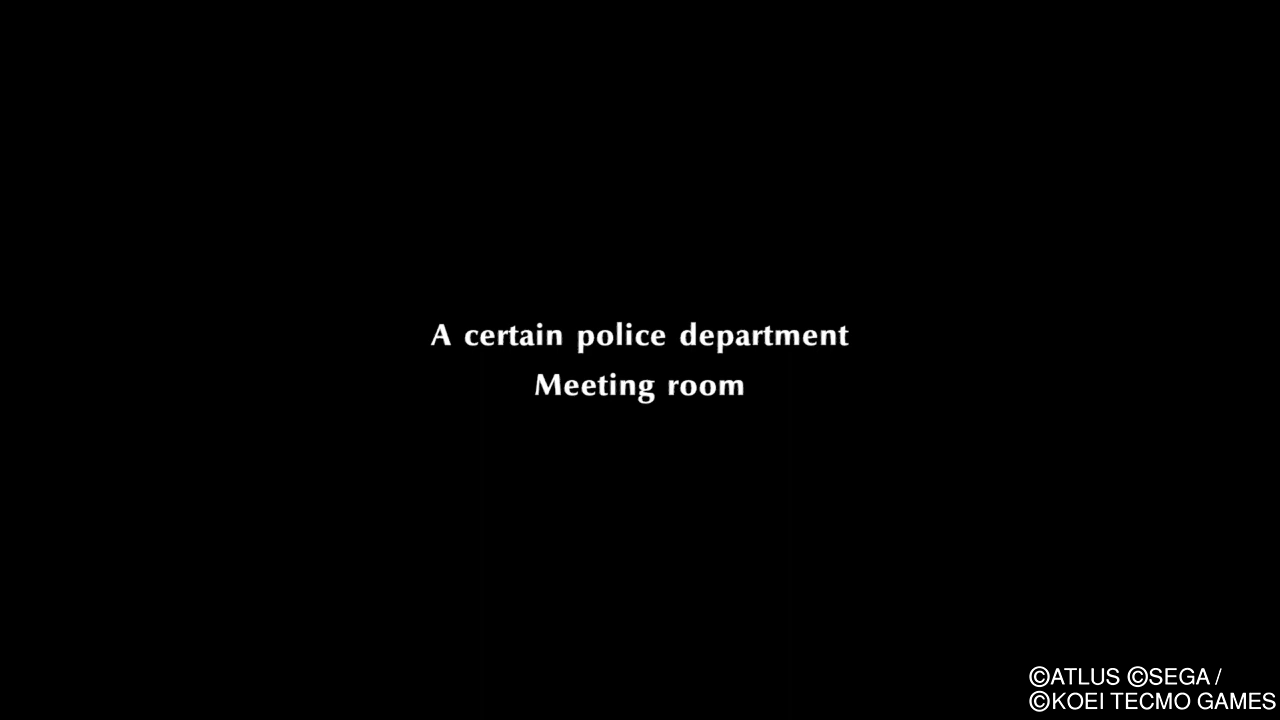 A certain police department
Meeting room
©ATLUS ©SEGA /
©KOEI TECMO GAMES